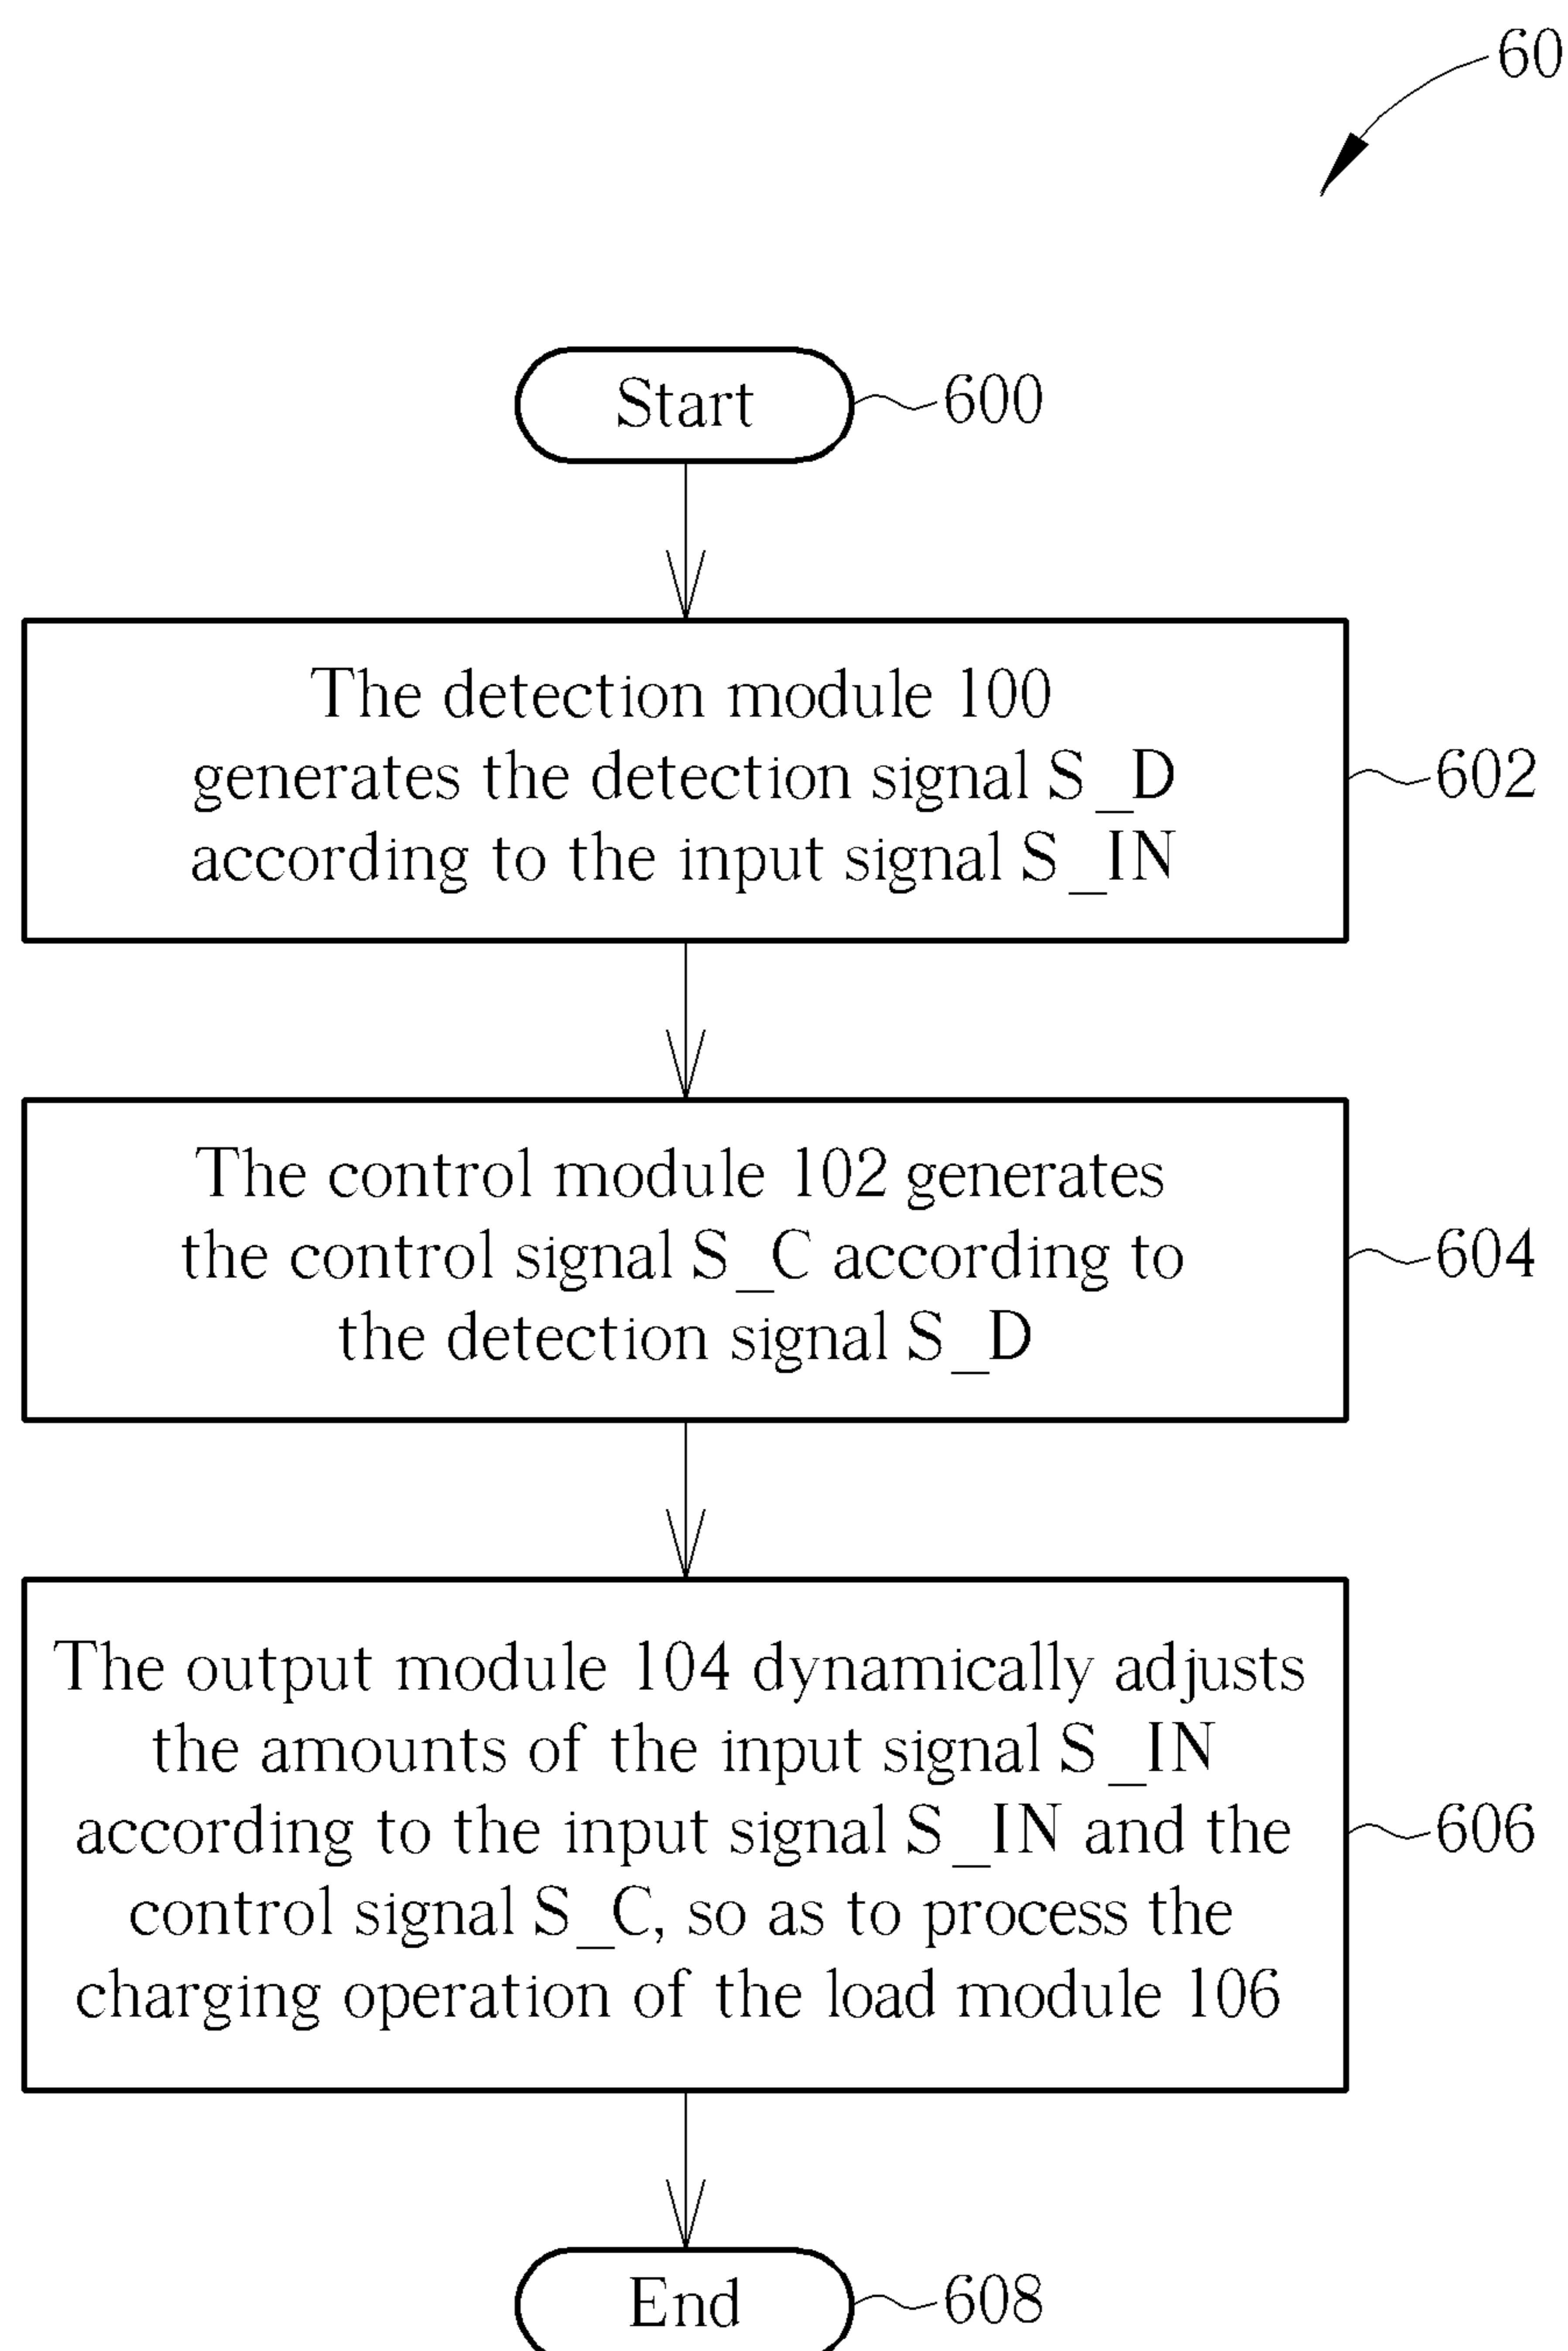 60
Start
600
The detection module 100
generates the detection signal S_D
according to the input signal S_IN
602
The control module 102 generates
the control signal S_C according to
the detection signal S_D
604
The output module 104 dynamically adjusts
the amounts of the input signal S_IN
according to the input signal S_IN and the
control signal S_C, so as to process the
charging operation of the load module 106
606
End
608